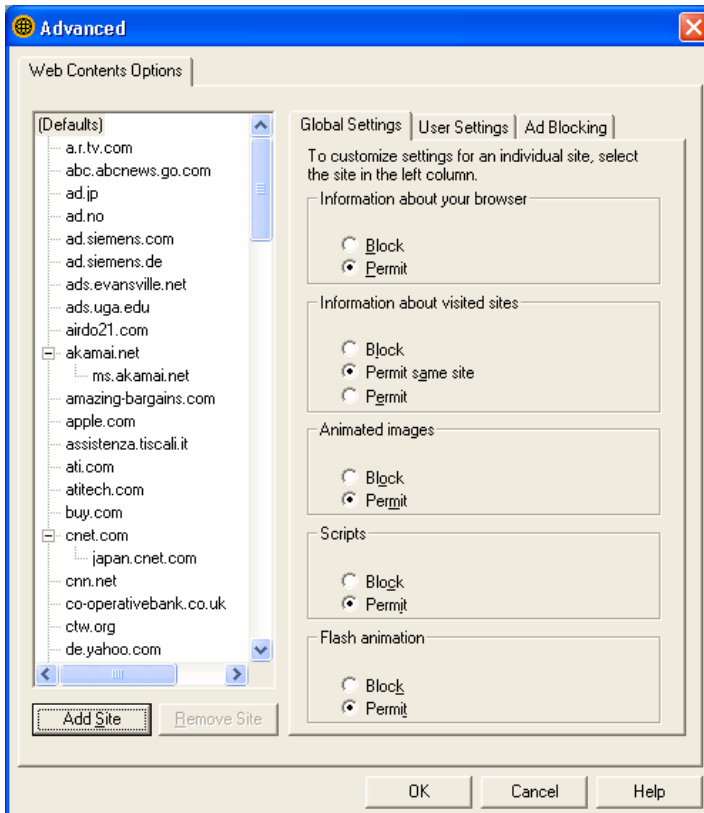 Advanced
Web Contents Options
(Defaults)
a.r.tv.com
abc.abcnews.go.com
ad.jp
ad.no
ad.siemens.com
ad.siemens.de
ads.evansville.net
ads.uga.edu
airdo21.com
akamai.net
ms.akamai.net
amazing-bargains.com
apple.com
assistenza.tiscali.it
ati.com
atitech.com
buy.com
cnet.com
japan.cnet.com
cnn.net
co-operativebank.co.uk
ctw.org
de.yahoo.com
Add Site
Remove Site
Global Settings
User Settings
Ad Blocking
To customize settings for an individual site, select
the site in the left column.
Information about your browser
Block
Permit
Information about visited sites
Block
Permit same site
Permit
Animated images
Block
Permit
Scripts
Block
Permit
Flash animation
Block
Permit
OK
Cancel
Help